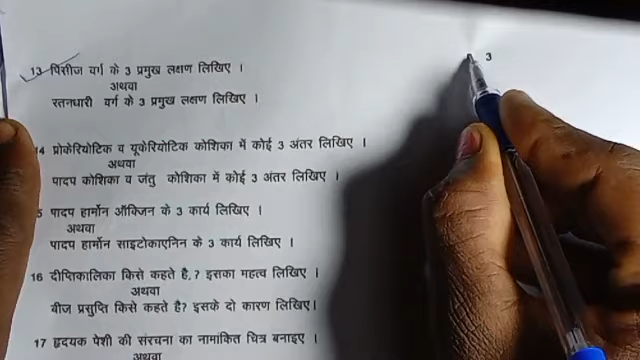 13 पिसीज वर्ग के 3 प्रमुख लक्षण लिखिए । 3
अथवा
स्तनधारी वर्ग के 3 प्रमुख लक्षण लिखिए ।
14 प्रोकेरियोटिक व यूकेरियोटिक कोशिका में कोई 3 अंतर लिखिए ।
अथवा
पादप कोशिका व जंतु कोशिका में कोई 3 अंतर लिखिए ।
5 पादप हार्मोन ऑक्जिन के 3 कार्य लिखिए ।
अथवा
पादप हार्मोन साइटोकाएनिन के 3 कार्य लिखिए ।
16 दीप्तिकालिका किसे कहते है,? इसका महत्व लिखिए ।
अथवा
बीज प्रसुप्ति किसे कहते है? इसके दो कारण लिखिए।
17 हृदयक पेशी की संरचना का नामांकित चित्र बनाइए ।
अथवा